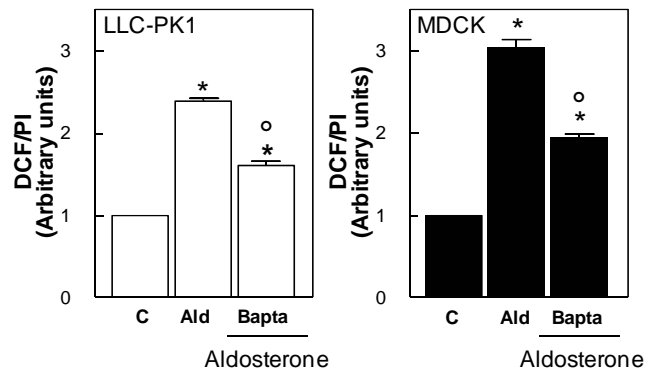 LLC-PK1
DCF/PI
(Arbitrary units)
3
2
1
0
*
°
*
C Ald Bapta
Aldosterone
MDCK
DCF/PI
(Arbitrary units)
3
2
1
0
*
°
*
C Ald Bapta
Aldosterone